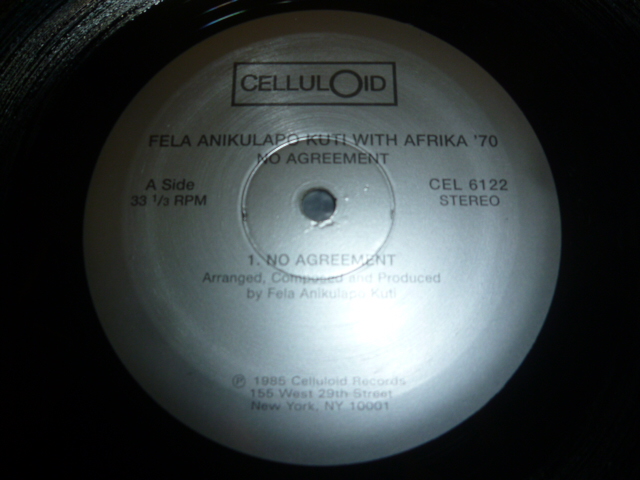 CELLULOID
FELA ANIKULAPO KUTI WITH AFRIKA '70
NO AGREEMENT
A Side
33 1/3 RPM
CEL 6122
STEREO
1. NO AGREEMENT
Arranged, Composed and Produced
by Fela Anikulapo Kuti
℗ 1985 Celluloid Records
155 West 29th Street
New York, NY 10001